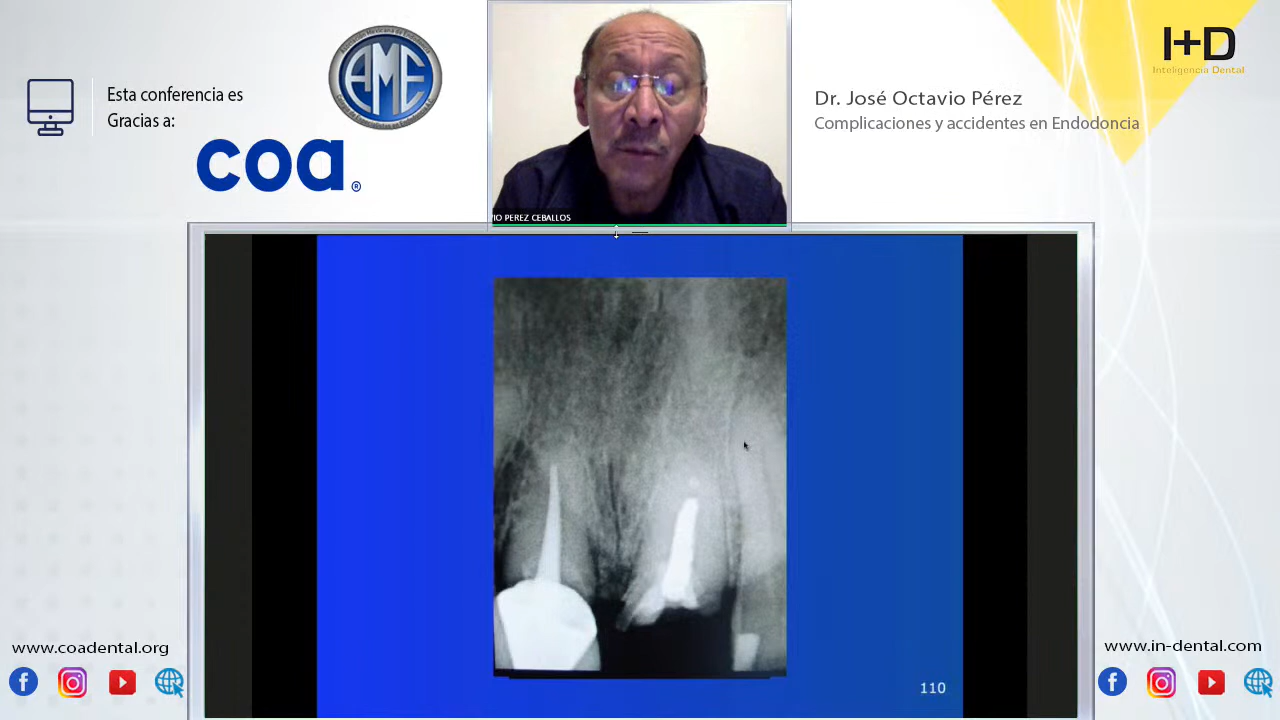 Esta conferencia es
Gracias a:
AME
coa®
IO PEREZ CEBALLOS
Dr. José Octavio Pérez
Complicaciones y accidentes en Endodoncia
I+D
Inteligencia Dental
110
www.coadental.org
www.in-dental.com